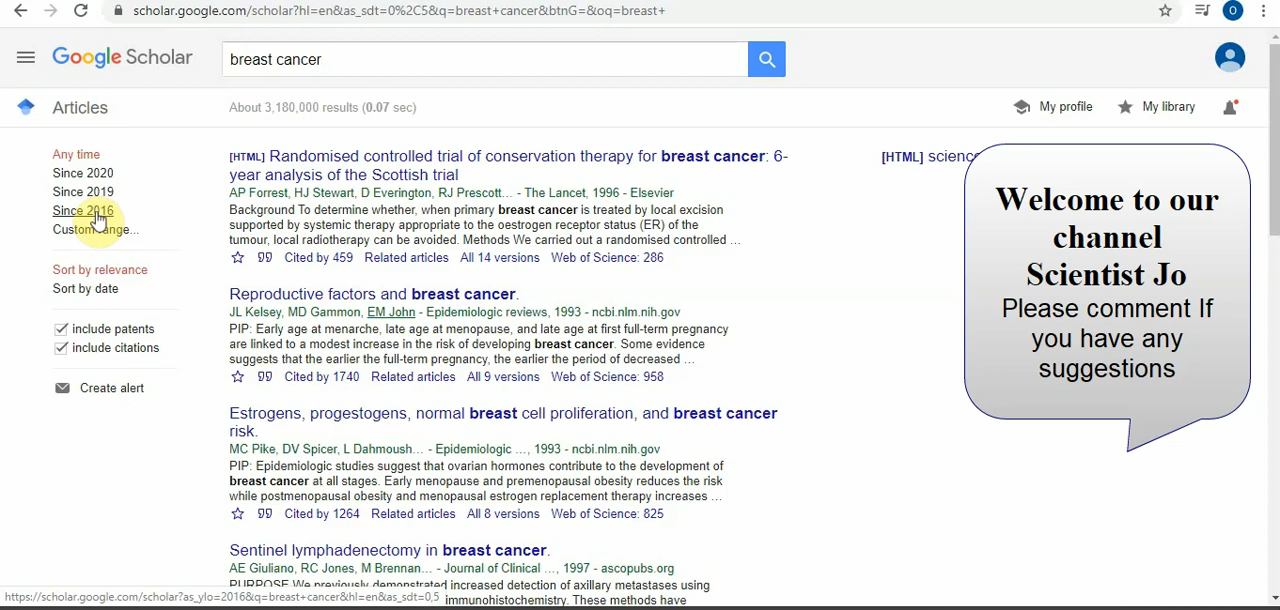 scholar.google.com/scholar?hl=en&as_sdt=0%2C5&q=breast+cancer&btnG=&oq=breast+
O
Google Scholar
breast cancer
Articles
About 3,180,000 results (0.07 sec)
My profile
My library
Any time
Since 2020
Since 2019
Since 2016
Custom range...
Sort by relevance
Sort by date
include patents
include citations
Create alert
[HTML] Randomised controlled trial of conservation therapy for breast cancer: 6-
year analysis of the Scottish trial
AP Forrest, HJ Stewart, D Everington, RJ Prescott... - The Lancet, 1996 - Elsevier
Background To determine whether, when primary breast cancer is treated by local excision
supported by systemic therapy appropriate to the oestrogen receptor status (ER) of the
tumour, local radiotherapy can be avoided. Methods We carried out a randomised controlled ...
Cited by 459 Related articles All 14 versions Web of Science: 286
[HTML]
Reproductive factors and breast cancer.
JL Kelsey, MD Gammon, EM John - Epidemiologic reviews, 1993 - ncbi.nlm.nih.gov
PIP: Early age at menarche, late age at menopause, and late age at first full-term pregnancy
are linked to a modest increase in the risk of developing breast cancer. Some evidence
suggests that the earlier the full-term pregnancy, the earlier the period of decreased ...
Cited by 1740 Related articles All 9 versions Web of Science: 958
Estrogens, progestogens, normal breast cell proliferation, and breast cancer
risk.
MC Pike, DV Spicer, L Dahmoush... - Epidemiologic ..., 1993 - ncbi.nlm.nih.gov
PIP: Epidemiologic studies suggest that ovarian hormones contribute to the development of
breast cancer at all stages. Early menopause and premenopausal obesity reduces the risk
while postmenopausal obesity and menopausal estrogen replacement therapy increases ...
Cited by 1264 Related articles All 8 versions Web of Science: 825
Sentinel lymphadenectomy in breast cancer.
AE Giuliano, RC Jones, M Brennan... - Journal of Clinical ..., 1997 - ascopubs.org
PURPOSE We previously demonstrated increased detection of axillary metastases using
immunohistochemistry. These methods have
Welcome to our
channel
Scientist Jo
Please comment If
you have any
suggestions
https://scholar.google.com/scholar?as_ylo=2016&q=breast+cancer&hl=en&as_sdt=0,5